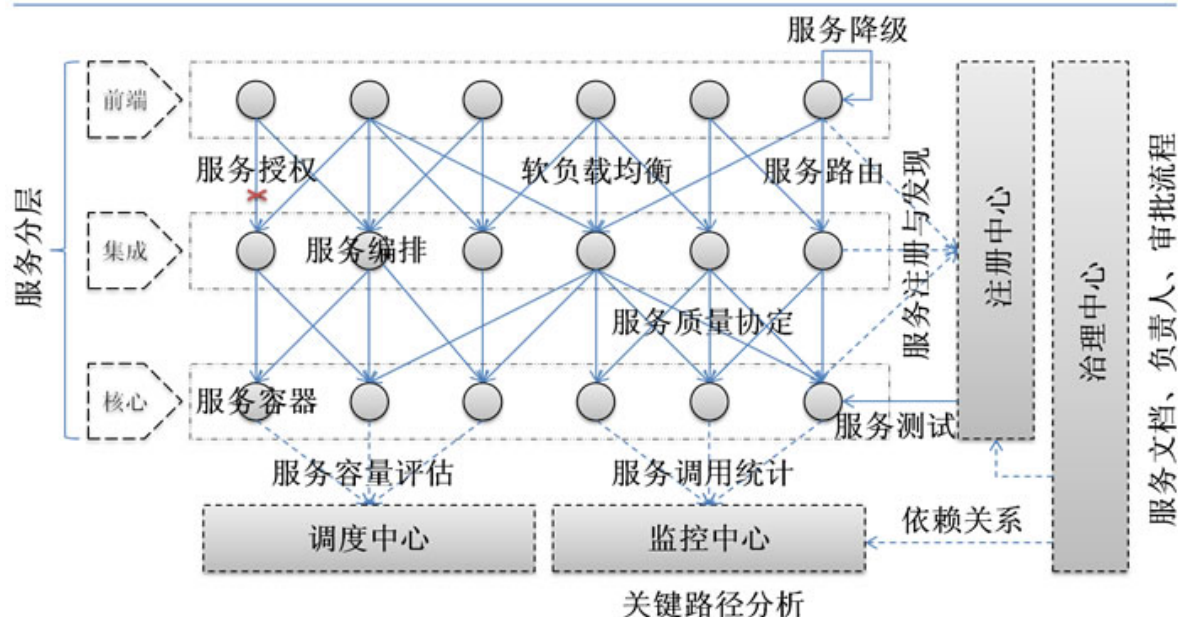 服务降级
前端
服务授权
软负载均衡
服务路由
服务分层
集成
服务编排
服务注册与发现
注册中心
治理中心
服务文档、负责人、审批流程
服务质量协定
核心
服务容器
服务测试
服务容量评估
服务调用统计
调度中心
监控中心
依赖关系
关键路径分析